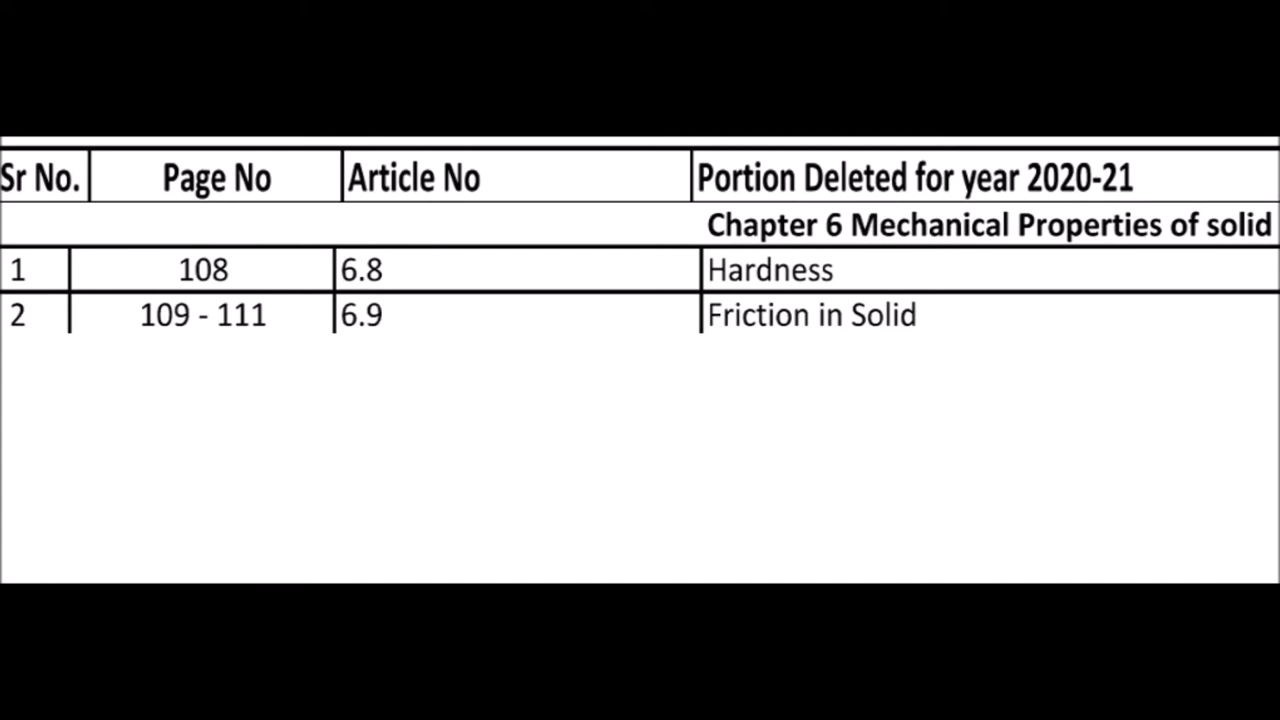 Sr No. Page No Article No Portion Deleted for year 2020-21
Chapter 6 Mechanical Properties of solid
1 108 6.8 Hardness
2 109 - 111 6.9 Friction in Solid